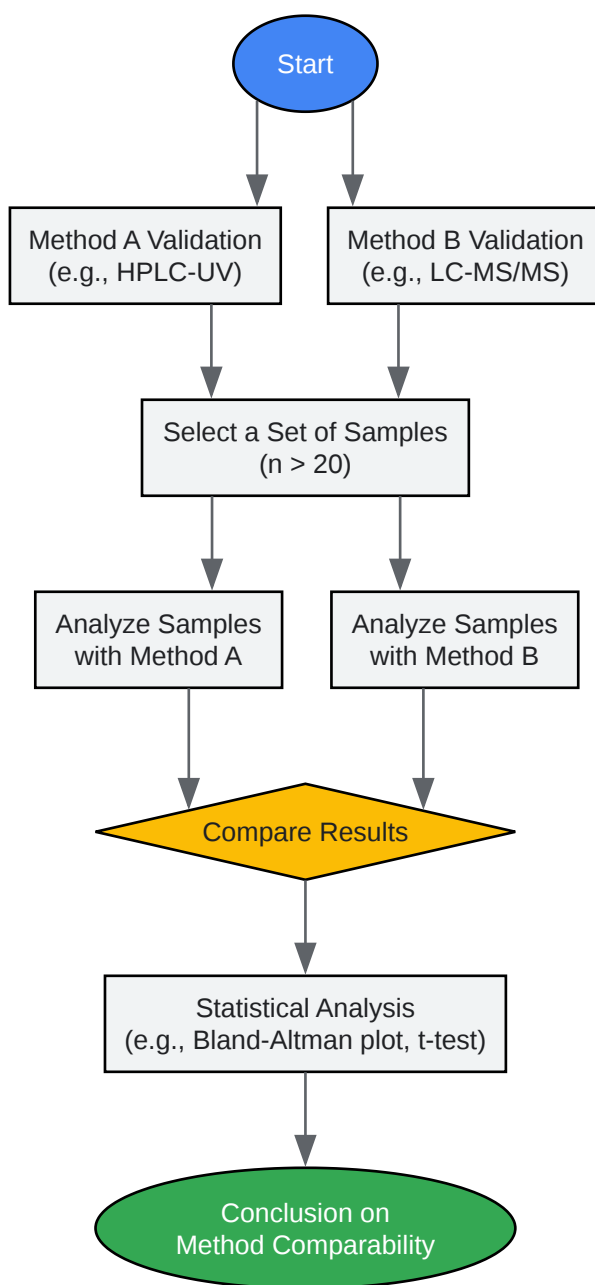 Start
Method A Validation
(e.g., HPLC-UV)
Method B Validation
(e.g., LC-MS/MS)
Select a Set of Samples
(n > 20)
Analyze Samples
with Method A
Analyze Samples
with Method B
Compare Results
Statistical Analysis
(e.g., Bland-Altman plot, t-test)
Conclusion on
Method Comparability